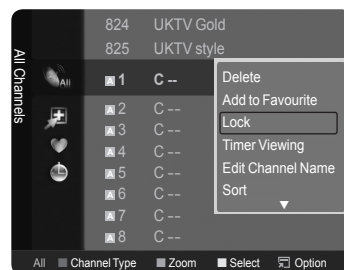 All Channels
824 UKTV Gold
825 UKTV style
All
A 1 C --
A 2 C --
A 3 C --
A 4 C --
A 5 C --
A 6 C --
A 7 C --
A 8 C --
Delete
Add to Favourite
Lock
Timer Viewing
Edit Channel Name
Sort
All Channel Type Zoom Select Option